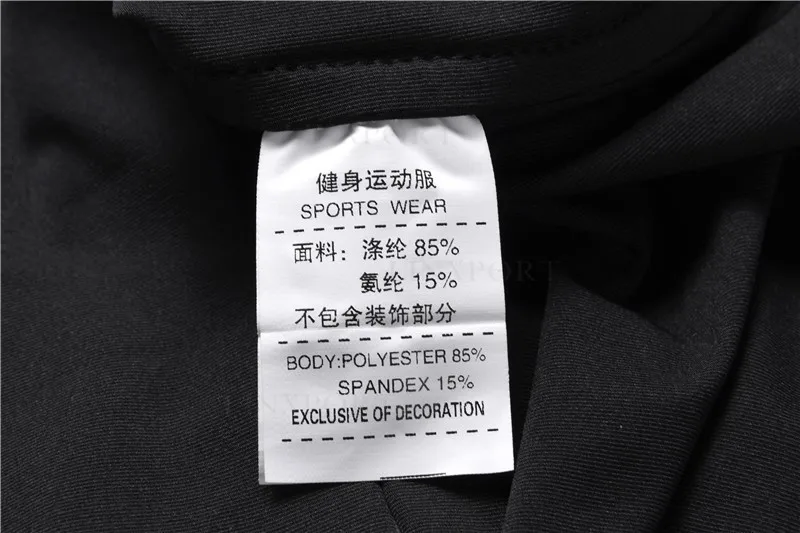 健身运动服
SPORTS WEAR
面料：涤纶 85%
氨纶 15%
不包含装饰部分
BODY:POLYESTER 85%
SPANDEX 15%
EXCLUSIVE OF DECORATION